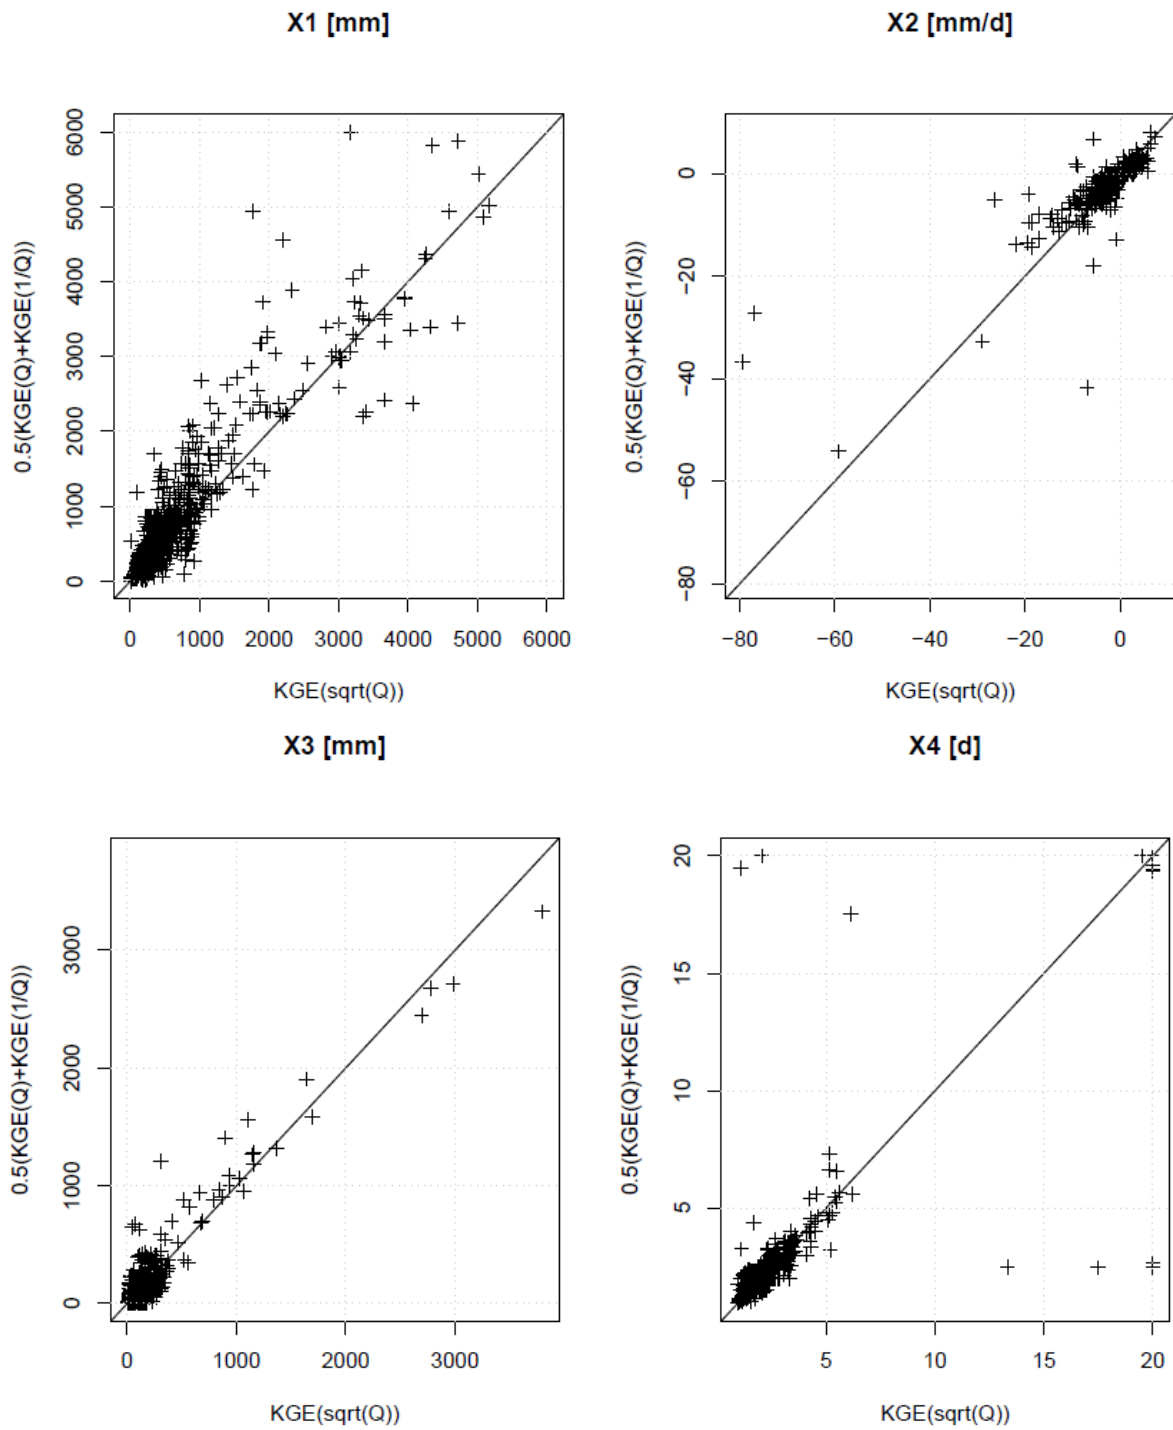 X1 [mm]
0.5(KGE(Q)+KGE(1/Q))
6000
5000
4000
3000
2000
1000
0
0 1000 2000 3000 4000 5000 6000
KGE(sqrt(Q))
X2 [mm/d]
0.5(KGE(Q)+KGE(1/Q))
0
−20
−40
−60
−80
−80 −60 −40 −20 0
KGE(sqrt(Q))
X3 [mm]
0.5(KGE(Q)+KGE(1/Q))
3000
2000
1000
0
0 1000 2000 3000
KGE(sqrt(Q))
X4 [d]
0.5(KGE(Q)+KGE(1/Q))
20
15
10
5
5 10 15 20
KGE(sqrt(Q))